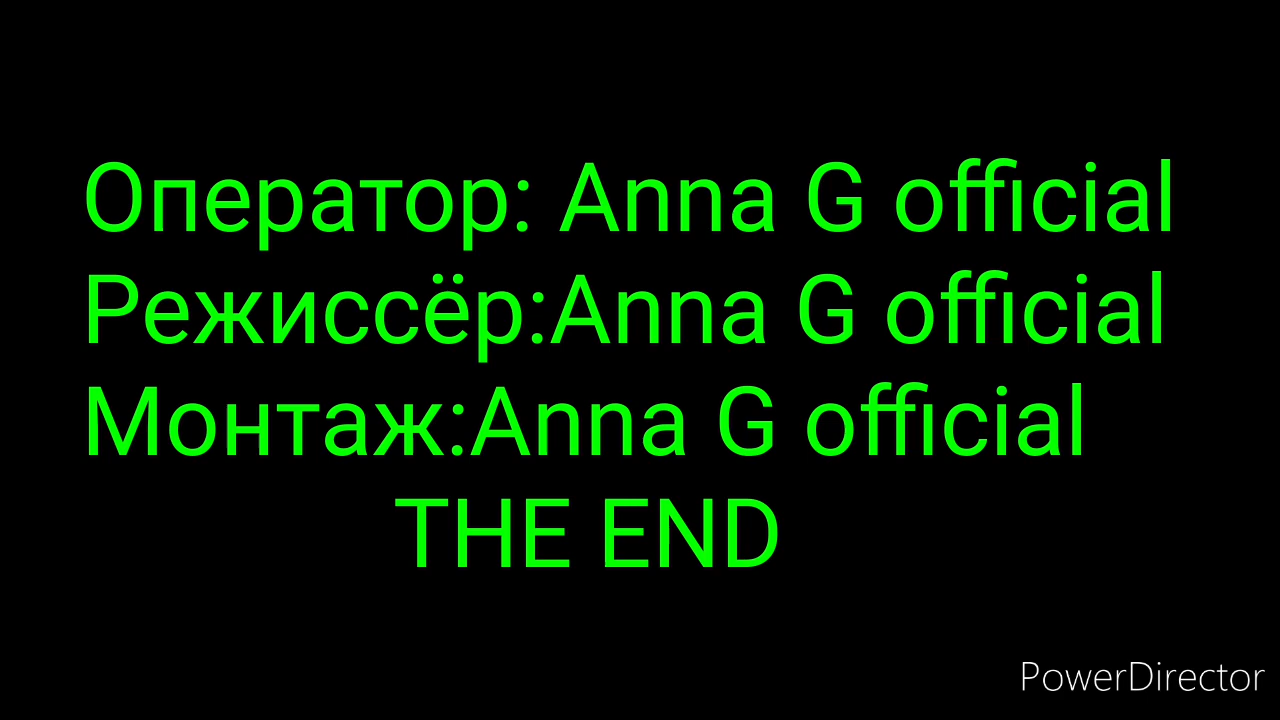 Оператор: Anna G official
Режиссёр:Anna G official
Монтаж:Anna G official
THE END
PowerDirector